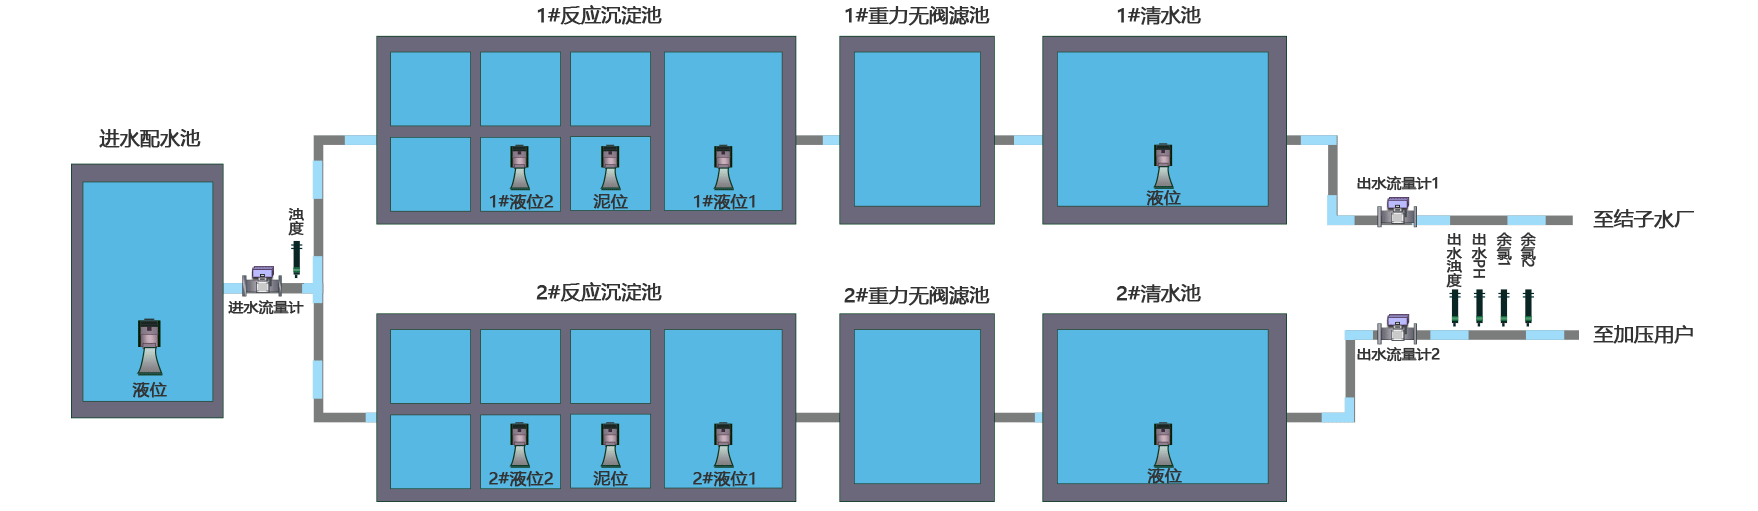 1#反应沉淀池
1#重力无阀滤池
1#清水池
进水配水池
1#液位2
泥位
1#液位1
液位
出水流量计1
至结子水厂
浊度
进水流量计
液位
2#反应沉淀池
2#重力无阀滤池
2#清水池
出水浊度
出水PH
余氯1
余氯2
至加压用户
出水流量计2
2#液位2
泥位
2#液位1
液位